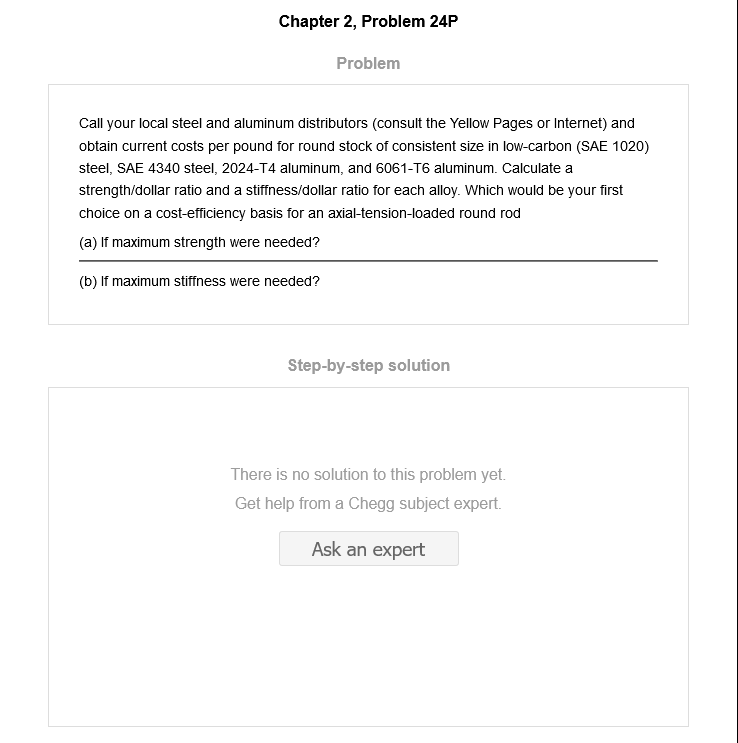 Chapter 2, Problem 24P
Problem
Call your local steel and aluminum distributors (consult the Yellow Pages or Internet) and
obtain current costs per pound for round stock of consistent size in low-carbon (SAE 1020)
steel, SAE 4340 steel, 2024-T4 aluminum, and 6061-T6 aluminum. Calculate a
strength/dollar ratio and a stiffness/dollar ratio for each alloy. Which would be your first
choice on a cost-efficiency basis for an axial-tension-loaded round rod
(a) If maximum strength were needed?
(b) If maximum stiffness were needed?
Step-by-step solution
There is no solution to this problem yet.
Get help from a Chegg subject expert.
Ask an expert